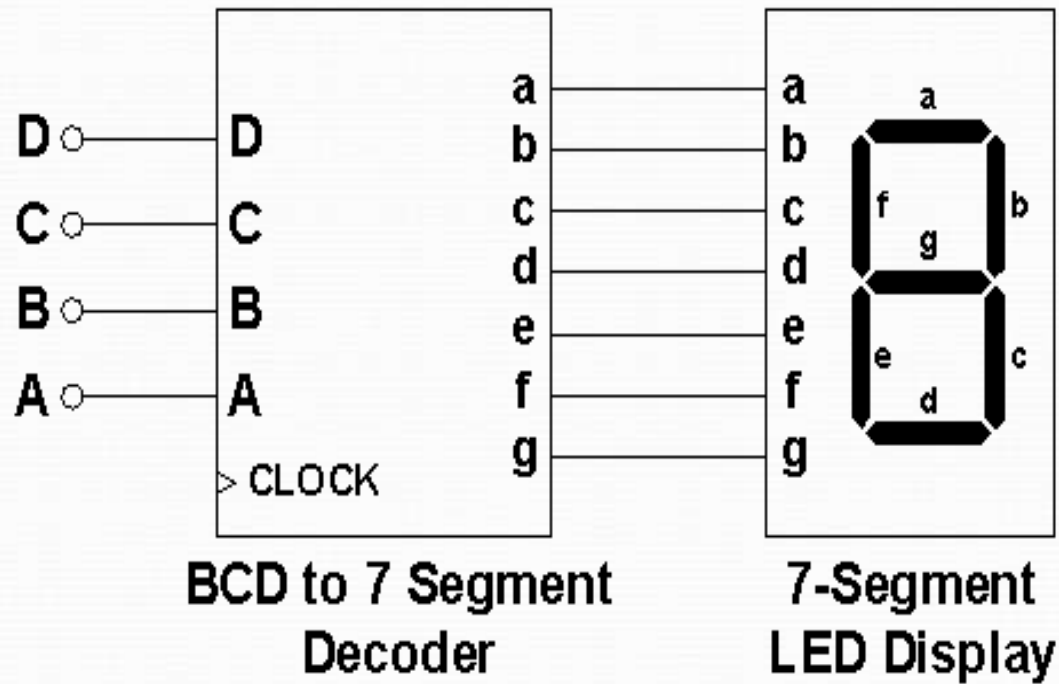 a a a
D D b b
f b
c c
C C g
d d
B B e e
e c
A A f f d
g g
> CLOCK
BCD to 7 Segment
Decoder
7-Segment
LED Display